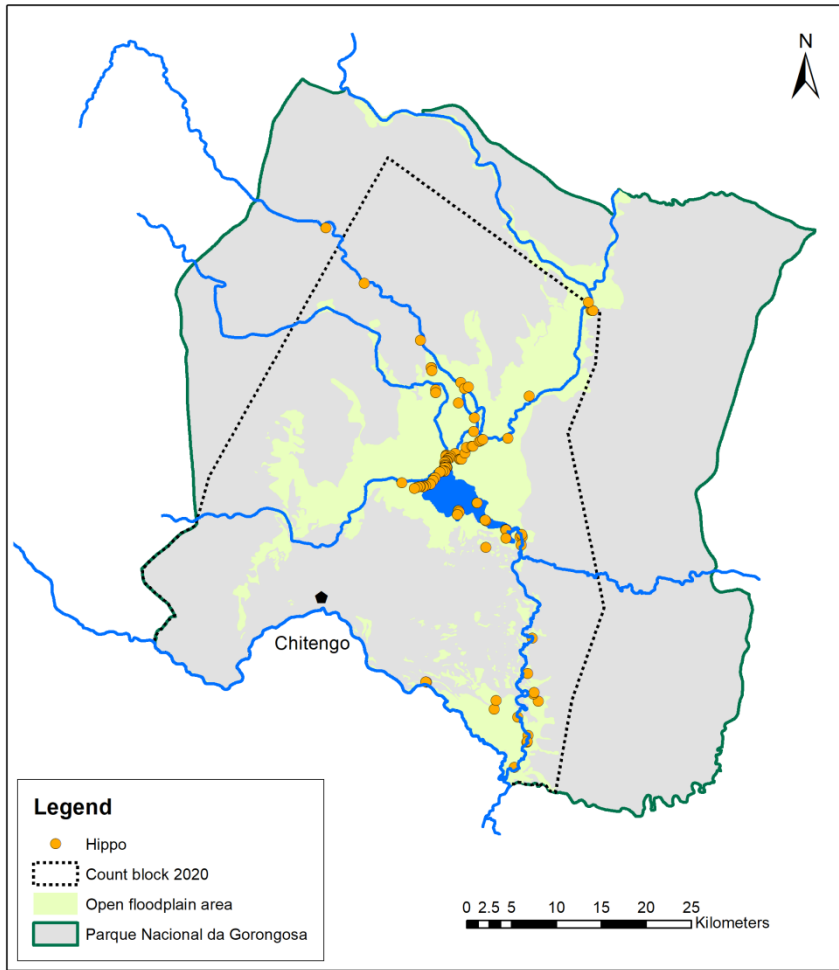 N
Chitengo
Legend
Hippo
Count block 2020
Open floodplain area
Parque Nacional da Gorongosa
0 2.5 5 10 15 20 25
Kilometers